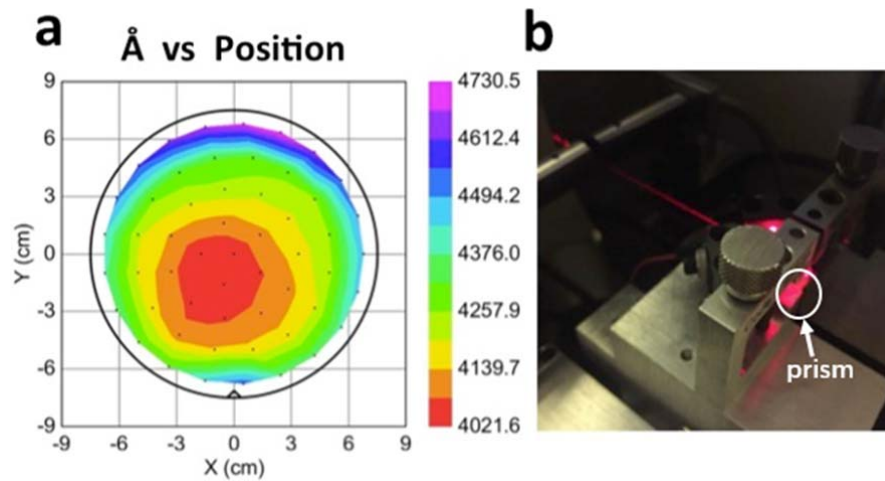 a
Å vs Position
9
6
3
0
-3
-6
-9
Y (cm)
-9 -6 -3 0 3 6 9
X (cm)
4730.5
4612.4
4494.2
4376.0
4257.9
4139.7
4021.6
b
prism